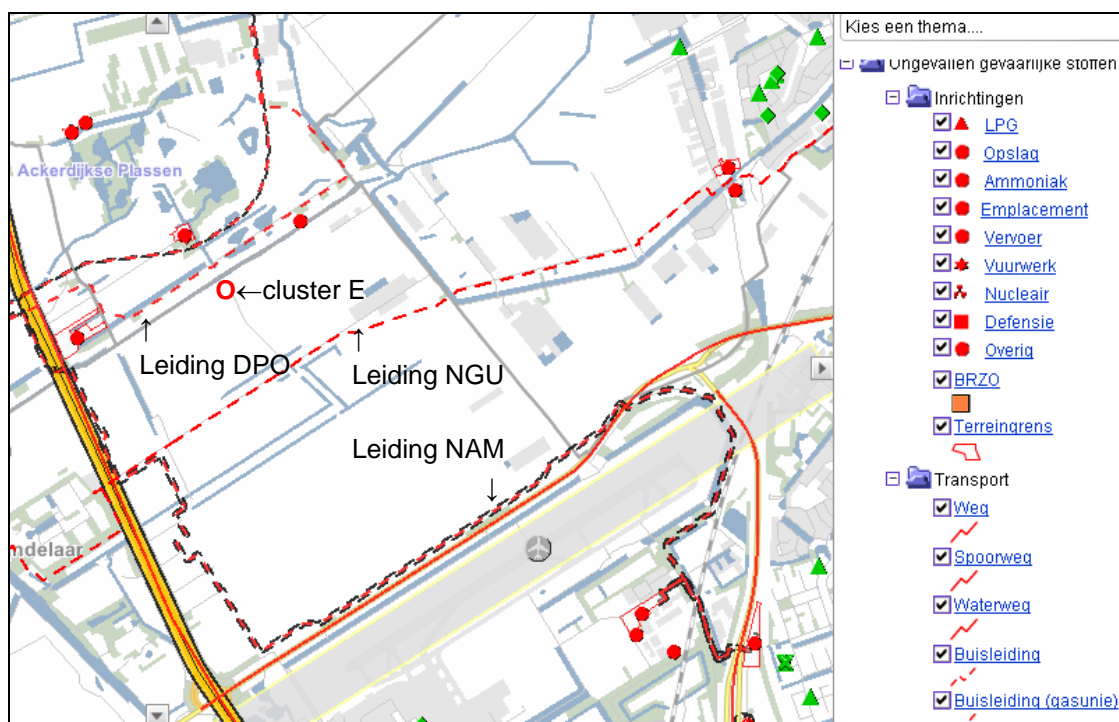 Ackerdijkse Plassen
O←cluster E
Leiding DPO
Leiding NGU
Leiding NAM
ndelaar
Kies een thema....
Ongevallen gevaarlijke stoffen
Inrichtingen
LPG
Opslag
Ammoniak
Emplacement
Vervoer
Vuurwerk
Nucleair
Defensie
Overig
BRZO
Terreingrens
Transport
Weg
Spoorweg
Waterweg
Buisleiding
Buisleiding (gasunie)